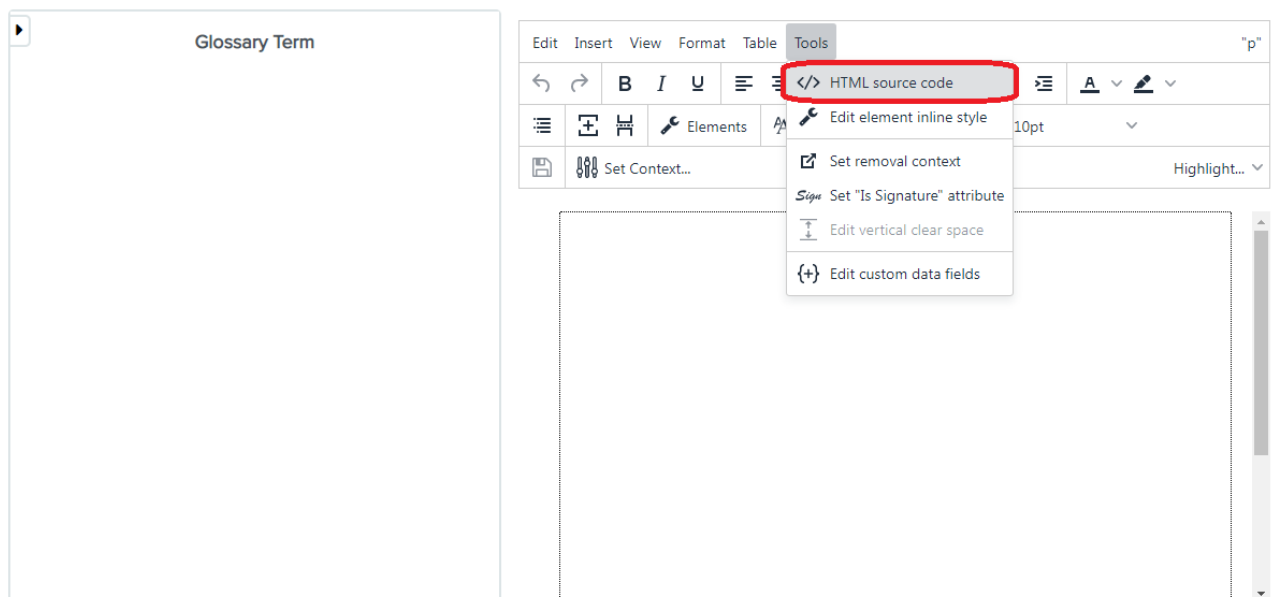 Glossary Term
Edit Insert View Format Table Tools "p"
B I U </> HTML source code A
Elements Edit element inline style 10pt
Set Context... Set removal context Highlight...
Sign Set "Is Signature" attribute
Edit vertical clear space
{+} Edit custom data fields